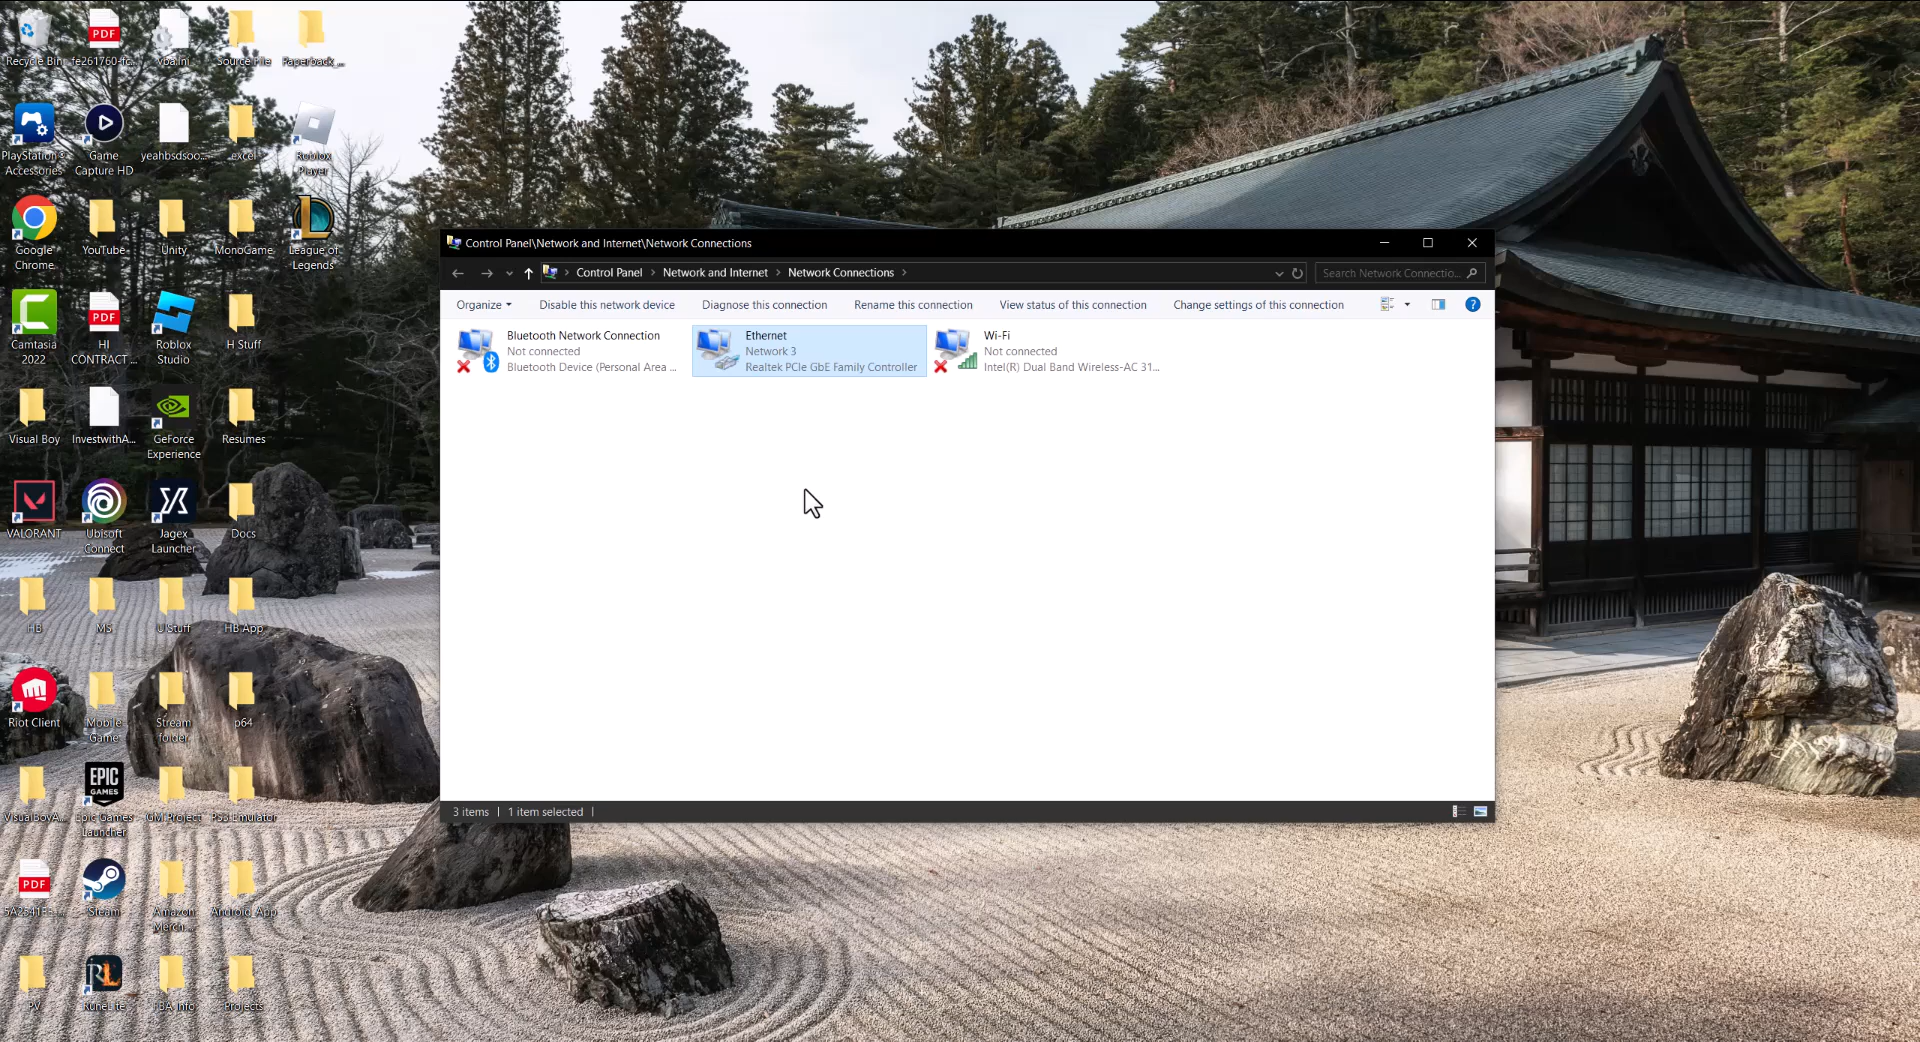 Recycle Bin
fe261760-fc...
vba.ini
Source File
Paperback_...
PlayStation®
Accessories
Game
Capture HD
yeahbsdsoo...
excel
Roblox
Player
Google
Chrome
YouTube
Unity
MonoGame
League of
Legends
Camtasia
2022
PDF
HI
CONTRACT ...
Roblox
Studio
H Stuff
Visual Boy
InvestwithA...
GeForce
Experience
Resumes
VALORANT
Ubisoft
Connect
Jagex
Launcher
Docs
HB
MS
U Stuff
HB App
Riot Client
Mobile
Game
Stream
folder
p64
VisualBoyA...
EPIC
GAMES
Epic Games
Launcher
GM Project
PS3 Emulator
PDF
Steam
Amazon
Merch...
Android_App
PV
RuneLite
FBA_Info
Projects
PDF
Control Panel\Network and Internet\Network Connections
Control Panel
Network and Internet
Network Connections
Search Network Connectio...
Organize
Disable this network device
Diagnose this connection
Rename this connection
View status of this connection
Change settings of this connection
Bluetooth Network Connection
Not connected
Bluetooth Device (Personal Area ...
Ethernet
Network 3
Realtek PCIe GbE Family Controller
Wi-Fi
Not connected
Intel(R) Dual Band Wireless-AC 31...
3 items
1 item selected